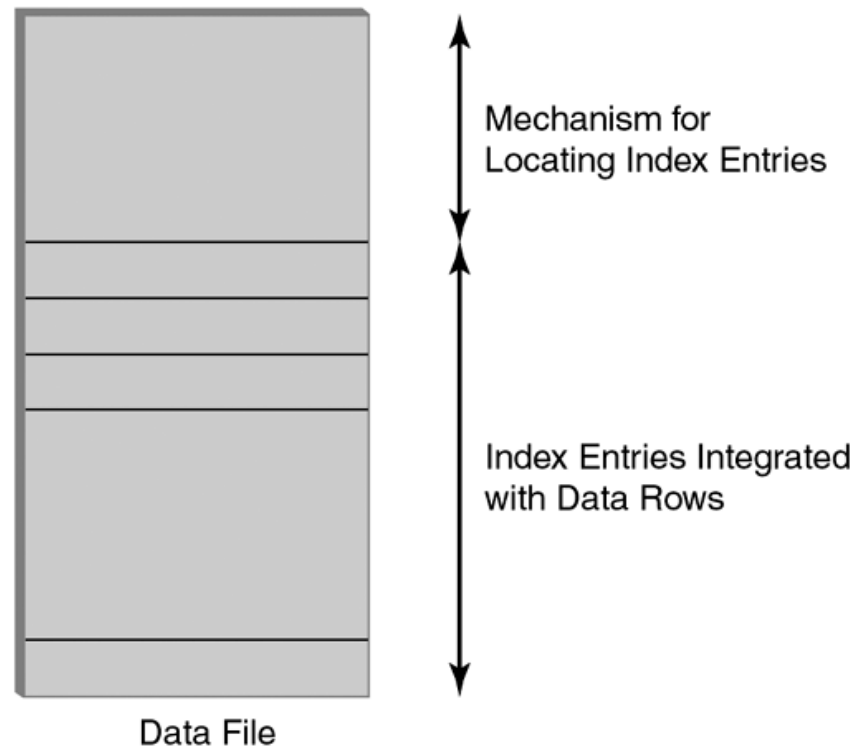 Mechanism for
Locating Index Entries
Index Entries Integrated
with Data Rows
Data File